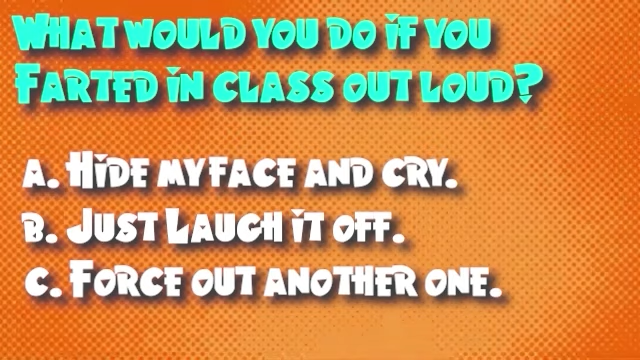 What would you do if you
Farted in class out loud?
A. Hide my face and cry.
B. Just Laugh it off.
C. Force out another one.